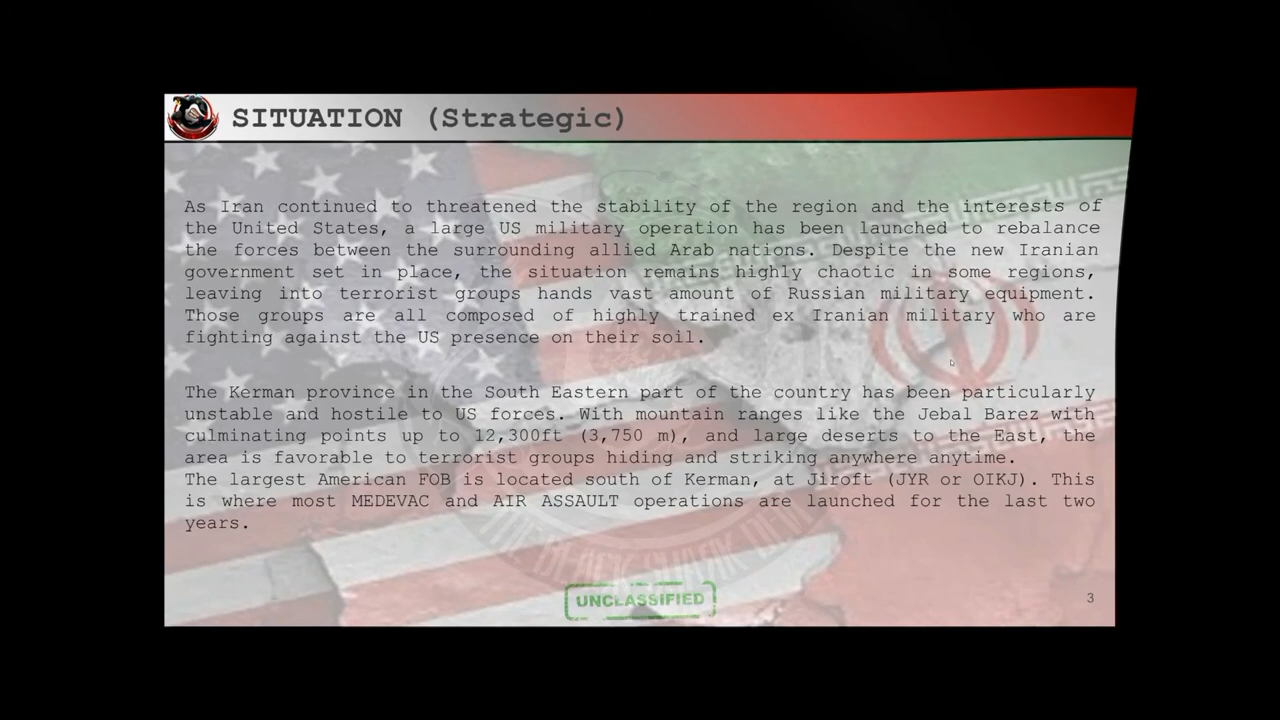 SITUATION (Strategic)
As Iran continued to threatened the stability of the region and the interests of
the United States, a large US military operation has been launched to rebalance
the forces between the surrounding allied Arab nations. Despite the new Iranian
government set in place, the situation remains highly chaotic in some regions,
leaving into terrorist groups hands vast amount of Russian military equipment.
Those groups are all composed of highly trained ex Iranian military who are
fighting against the US presence on their soil.
The Kerman province in the South Eastern part of the country has been particularly
unstable and hostile to US forces. With mountain ranges like the Jebal Barez with
culminating points up to 12,300ft (3,750 m), and large deserts to the East, the
area is favorable to terrorist groups hiding and striking anywhere anytime.
The largest American FOB is located south of Kerman, at Jiroft (JYR or OIKJ). This
is where most MEDEVAC and AIR ASSAULT operations are launched for the last two
years.
THE BLACK SHARK DEN
UNCLASSIFIED
3